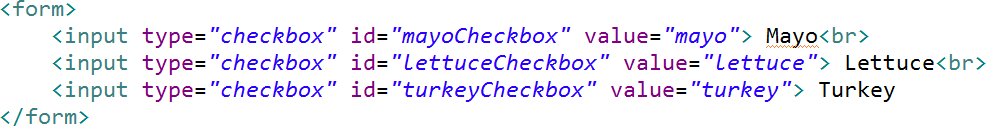 <form>
    <input type="checkbox" id="mayoCheckbox" value="mayo"> Mayo<br>
    <input type="checkbox" id="lettuceCheckbox" value="lettuce"> Lettuce<br>
    <input type="checkbox" id="turkeyCheckbox" value="turkey"> Turkey
</form>